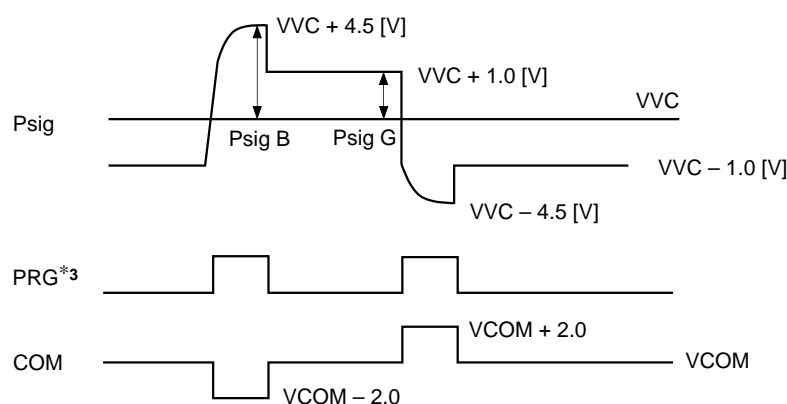 VVC + 4.5 [V]
VVC + 1.0 [V]
VVC
Psig
Psig B
Psig G
VVC – 1.0 [V]
VVC – 4.5 [V]
PRG*3
VCOM + 2.0
COM
VCOM
VCOM – 2.0